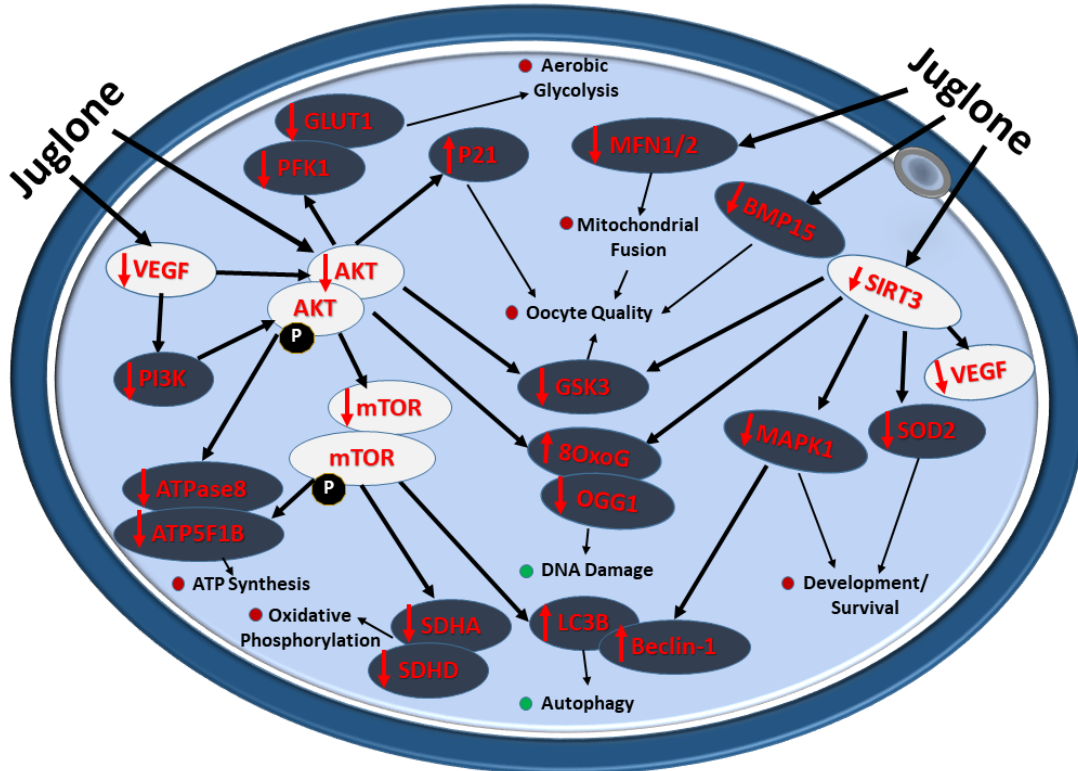 Juglone
Juglone
Aerobic
Glycolysis
GLUT1
PFK1
P21
MFN1/2
BMP15
Mitochondrial
Fusion
VEGF
AKT
AKT
P
SIRT3
Oocyte Quality
PI3K
GSK3
VEGF
mTOR
mTOR
P
MAPK1
SOD2
8OxoG
OGG1
ATPase8
ATP5F1B
DNA Damage
ATP Synthesis
Development/
Survival
Oxidative
Phosphorylation
SDHA
SDHD
LC3B
Beclin-1
Autophagy